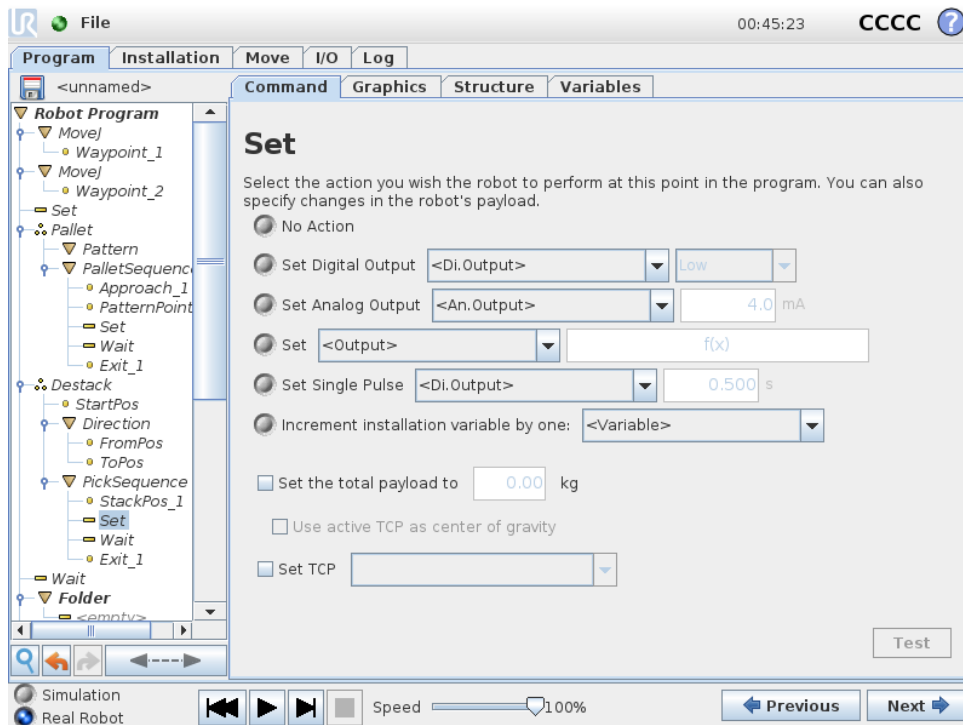 UR File 00:45:23 CCCC ?
Program Installation Move I/O Log
<unnamed>
Command Graphics Structure Variables
Robot Program
MoveJ
Waypoint_1
MoveJ
Waypoint_2
Set
Pallet
Pattern
PalletSequenc
Approach_1
PatternPoint
Set
Wait
Exit_1
Destack
StartPos
Direction
FromPos
ToPos
PickSequence
StackPos_1
Set
Wait
Exit_1
Wait
Folder
<empty>
Set
Select the action you wish the robot to perform at this point in the program. You can also
specify changes in the robot's payload.
No Action
Set Digital Output <Di.Output> Low
Set Analog Output <An.Output> 4.0 mA
Set <Output> f(x)
Set Single Pulse <Di.Output> 0.500 s
Increment installation variable by one: <Variable>
Set the total payload to 0.00 kg
Use active TCP as center of gravity
Set TCP
Test
Simulation
Real Robot
Speed 100%
Previous Next